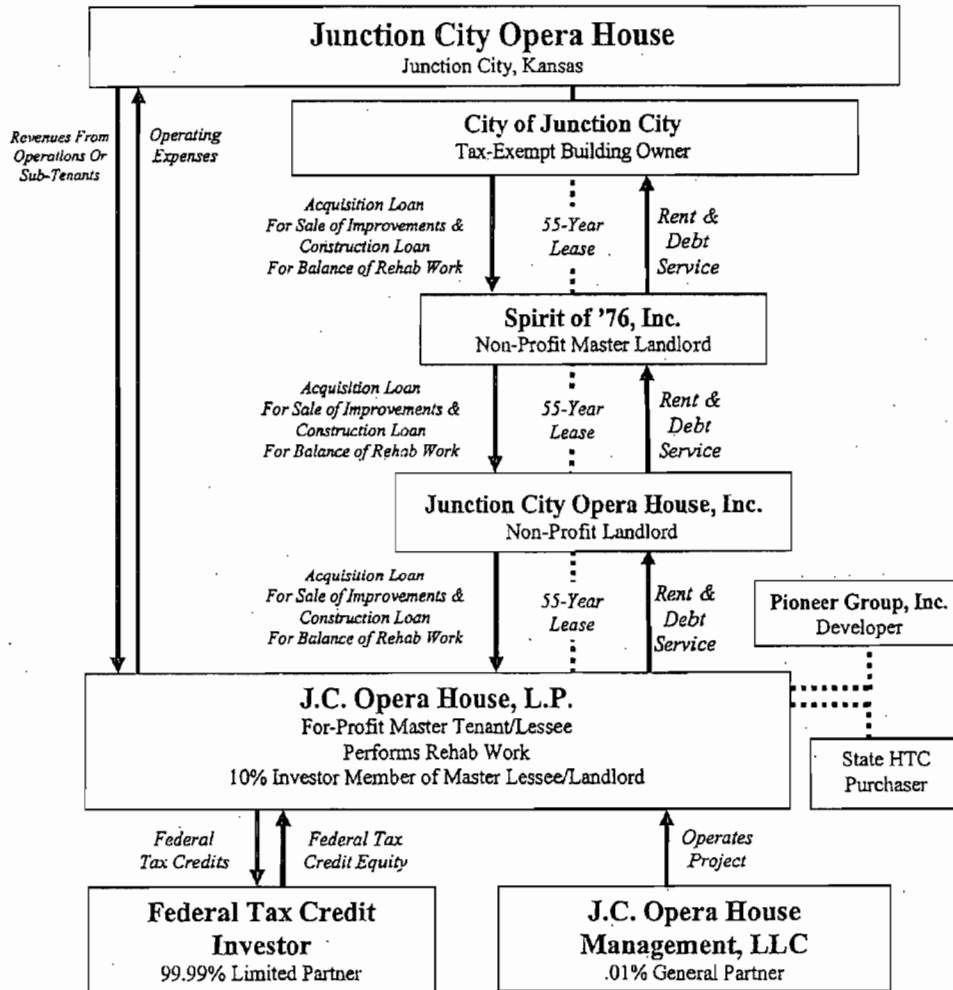 Junction City Opera House
Junction City, Kansas
Revenues From
Operations Or
Sub-Tenants
Operating
Expenses
City of Junction City
Tax-Exempt Building Owner
Acquisition Loan
For Sale of Improvements &
Construction Loan
For Balance of Rehab Work
55-Year
Lease
Rent &
Debt
Service
Spirit of '76, Inc.
Non-Profit Master Landlord
Acquisition Loan
For Sale of Improvements &
Construction Loan
For Balance of Rehab Work
55-Year
Lease
Rent &
Debt
Service
Junction City Opera House, Inc.
Non-Profit Landlord
Acquisition Loan
For Sale of Improvements &
Construction Loan
For Balance of Rehab Work
55-Year
Lease
Rent &
Debt
Service
Pioneer Group, Inc.
Developer
J.C. Opera House, L.P.
For-Profit Master Tenant/Lessee
Performs Rehab Work
10% Investor Member of Master Lessee/Landlord
State HTC
Purchaser
Federal
Tax Credits
Federal Tax
Credit Equity
Operates
Project
Federal Tax Credit
Investor
99.99% Limited Partner
J.C. Opera House
Management, LLC
.01% General Partner